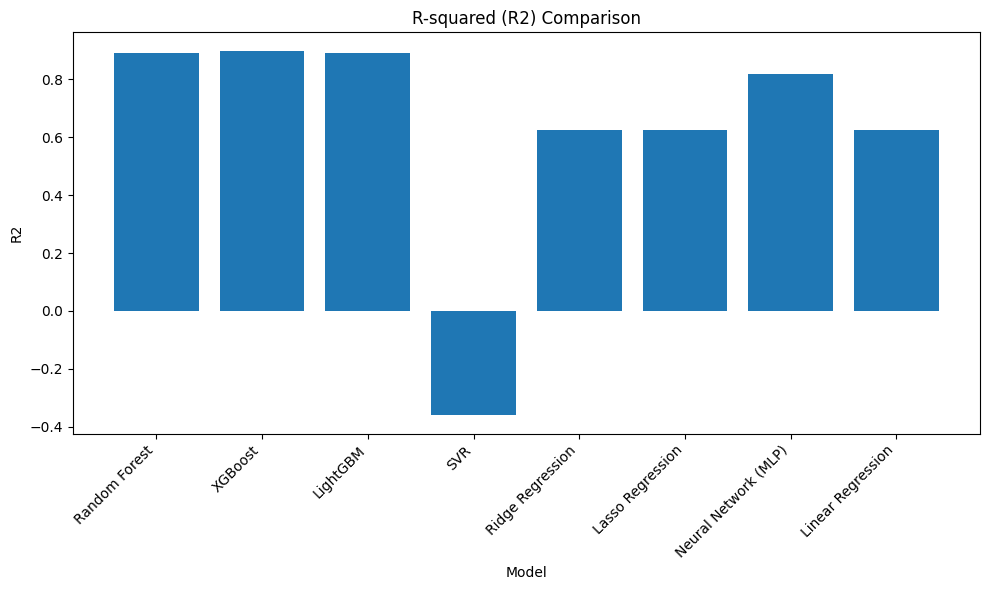 R-squared (R2) Comparison
R2
0.8
0.6
0.4
0.2
0.0
−0.2
−0.4
Random Forest
XGBoost
LightGBM
SVR
Ridge Regression
Lasso Regression
Neural Network (MLP)
Linear Regression
Model